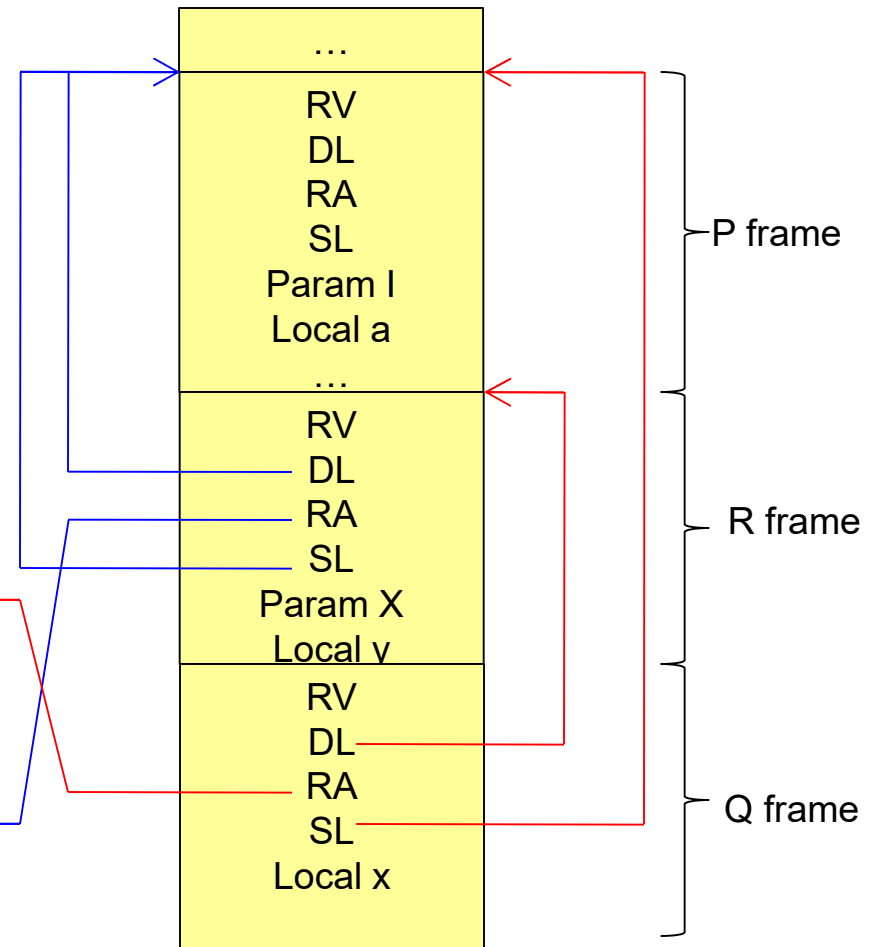 …
RV
DL
RA
SL
Param I
Local a
…
P frame
RV
DL
RA
SL
Param X
Local y
R frame
RV
DL
RA
SL
Local x
Q frame